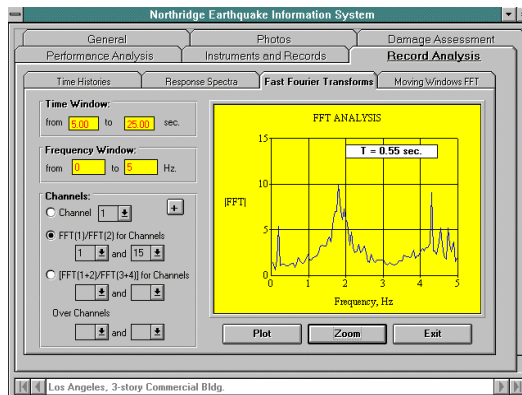 Northridge Earthquake Information System
General Photos Damage Assessment
Performance Analysis Instruments and Records Record Analysis
Time Histories Response Spectra Fast Fourier Transforms Moving Windows FFT
Time Window:
from 5.00 to 25.00 sec.
Frequency Window:
from 0 to 5 Hz.
Channels:
Channel 1 +
FFT(1)/FFT(2) for Channels
1 and 15
[FFT(1+2)/FFT(3+4)] for Channels
and
Over Channels
and
FFT ANALYSIS
15
T = 0.55 sec.
10
|FFT|
5
0
0 1 2 3 4 5
Frequency, Hz
Plot Zoom Exit
Los Angeles, 3-story Commercial Bldg.